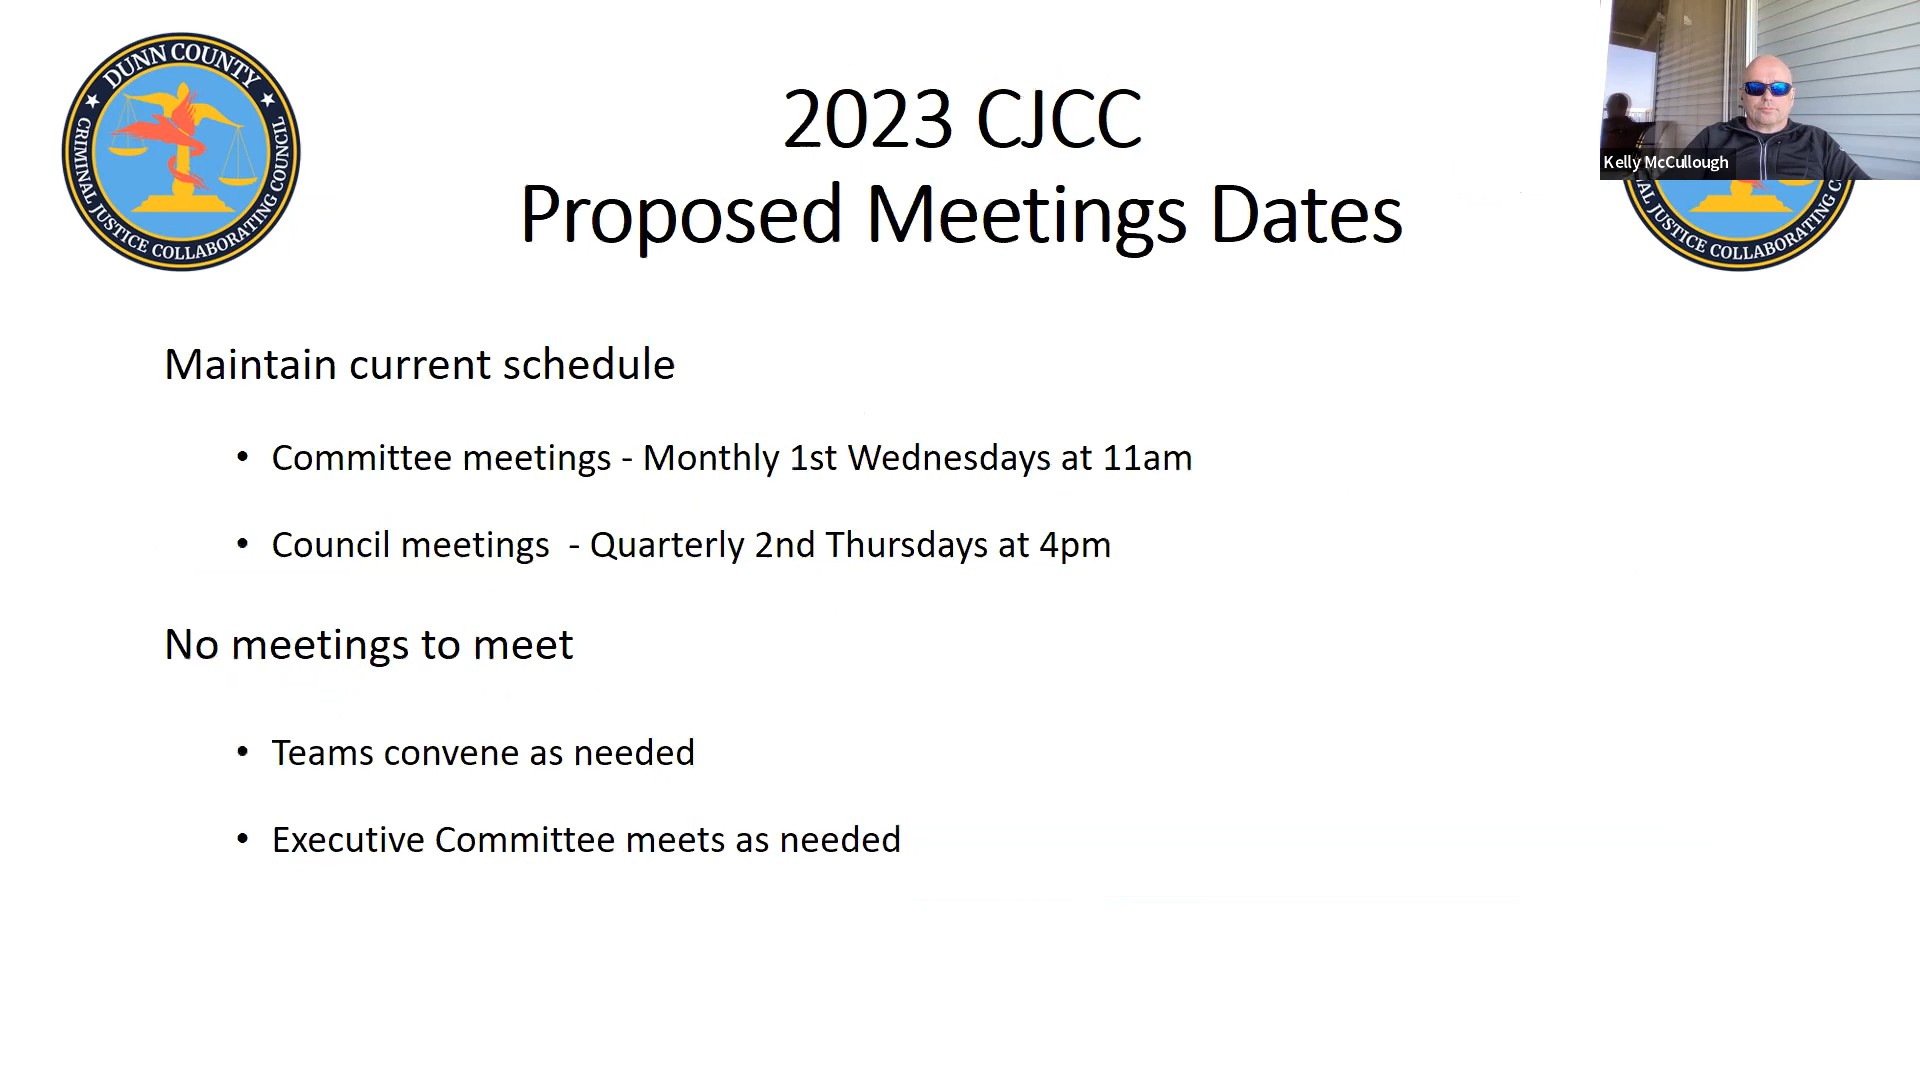 DUNN COUNTY
CRIMINAL JUSTICE COLLABORATING COUNCIL
2023 CJCC
Proposed Meetings Dates
Kelly McCullough
JUSTICE COLLABORATING
Maintain current schedule
• Committee meetings - Monthly 1st Wednesdays at 11am
• Council meetings  - Quarterly 2nd Thursdays at 4pm
No meetings to meet
• Teams convene as needed
• Executive Committee meets as needed